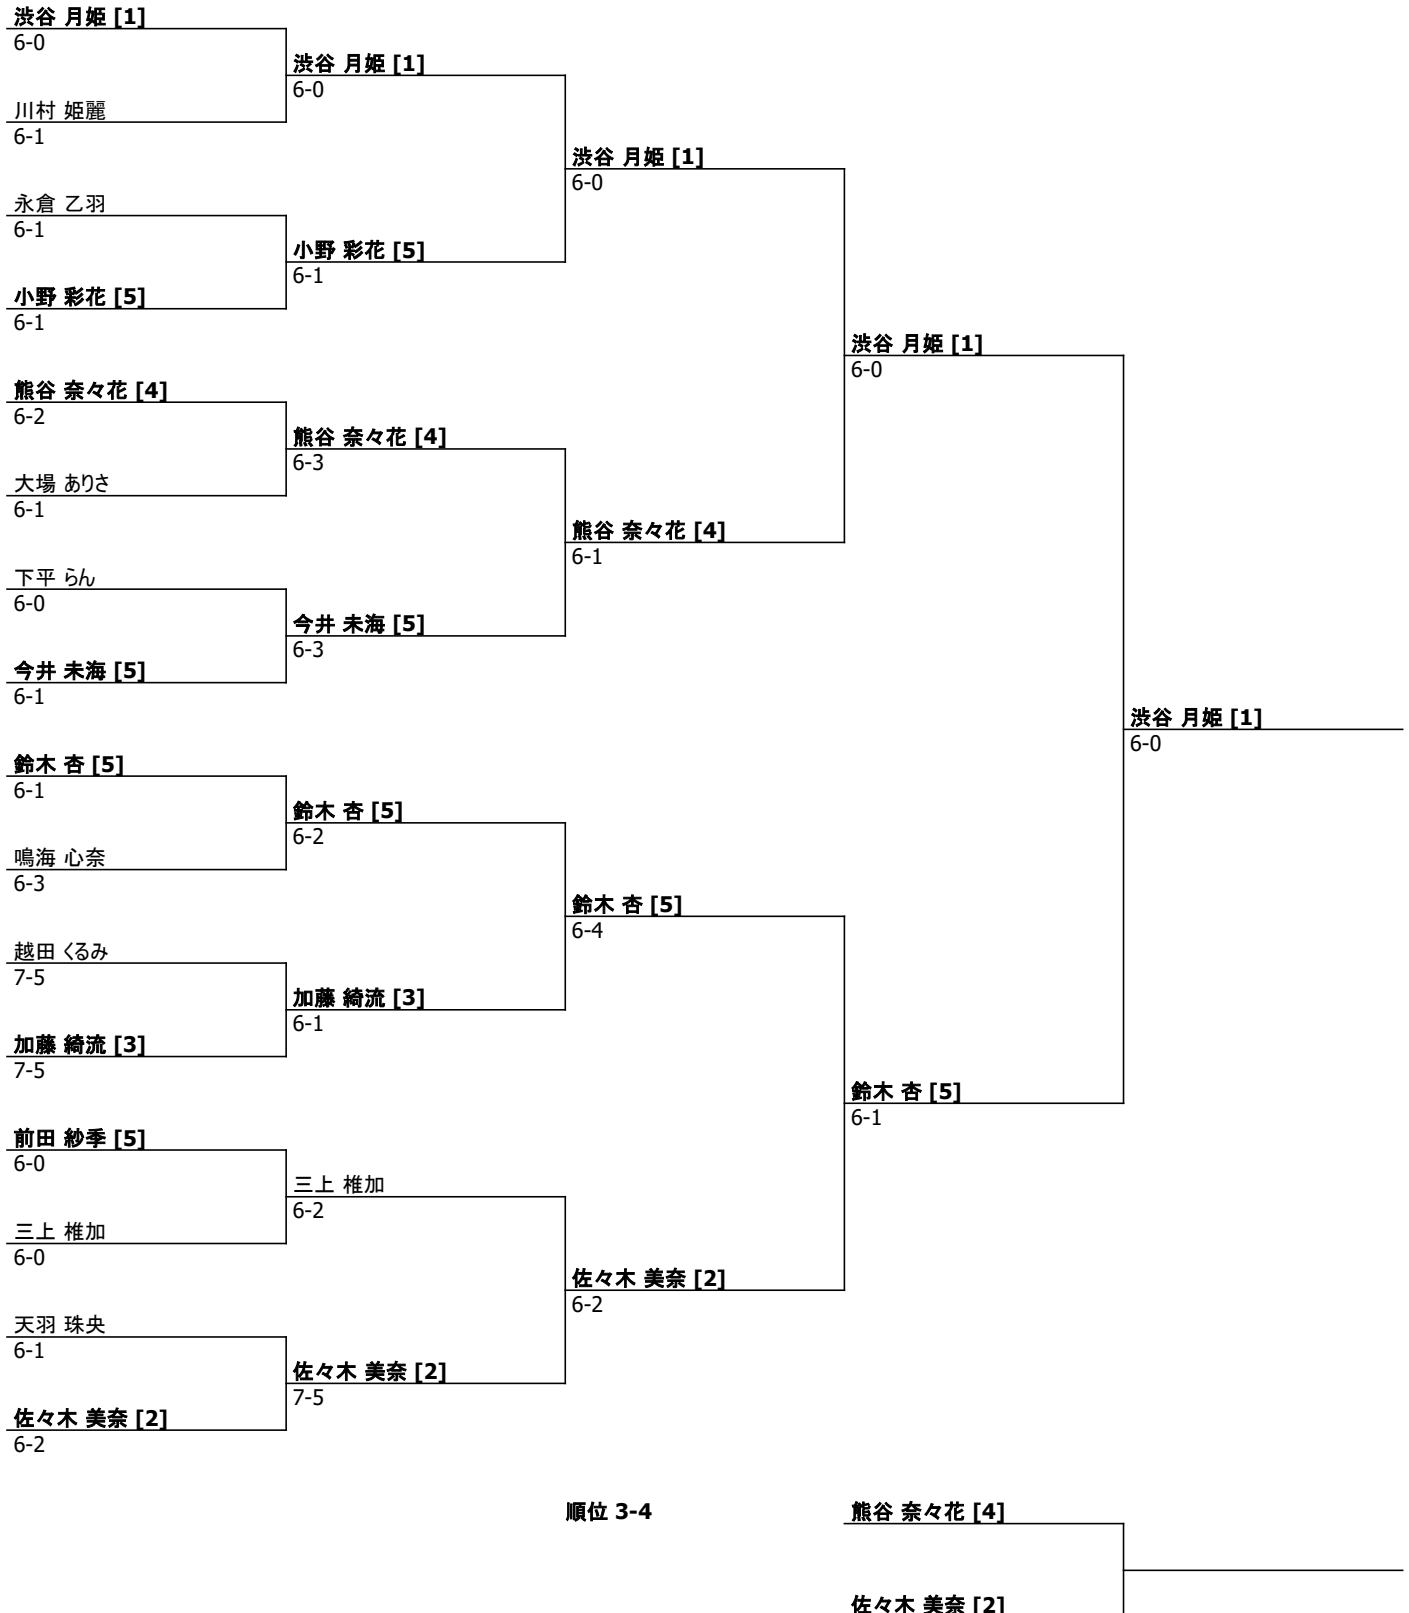 渋谷 月姫 [1]
6-0
渋谷 月姫 [1]
6-0
川村 姫麗
6-1
渋谷 月姫 [1]
6-0
永倉 乙羽
6-1
小野 彩花 [5]
6-1
小野 彩花 [5]
6-1
渋谷 月姫 [1]
6-0
熊谷 奈々花 [4]
6-2
熊谷 奈々花 [4]
6-3
大場 ありさ
6-1
熊谷 奈々花 [4]
6-1
下平 らん
6-0
今井 未海 [5]
6-3
今井 未海 [5]
6-1
渋谷 月姫 [1]
6-0
鈴木 杏 [5]
6-1
鈴木 杏 [5]
6-2
鳴海 心奈
6-3
鈴木 杏 [5]
6-4
越田 くるみ
7-5
加藤 綺流 [3]
6-1
加藤 綺流 [3]
7-5
鈴木 杏 [5]
6-1
前田 紗季 [5]
6-0
三上 椎加
6-2
三上 椎加
6-0
佐々木 美奈 [2]
6-2
天羽 珠央
6-1
佐々木 美奈 [2]
7-5
佐々木 美奈 [2]
6-2
順位 3-4
熊谷 奈々花 [4]
佐々木 美奈 [2]